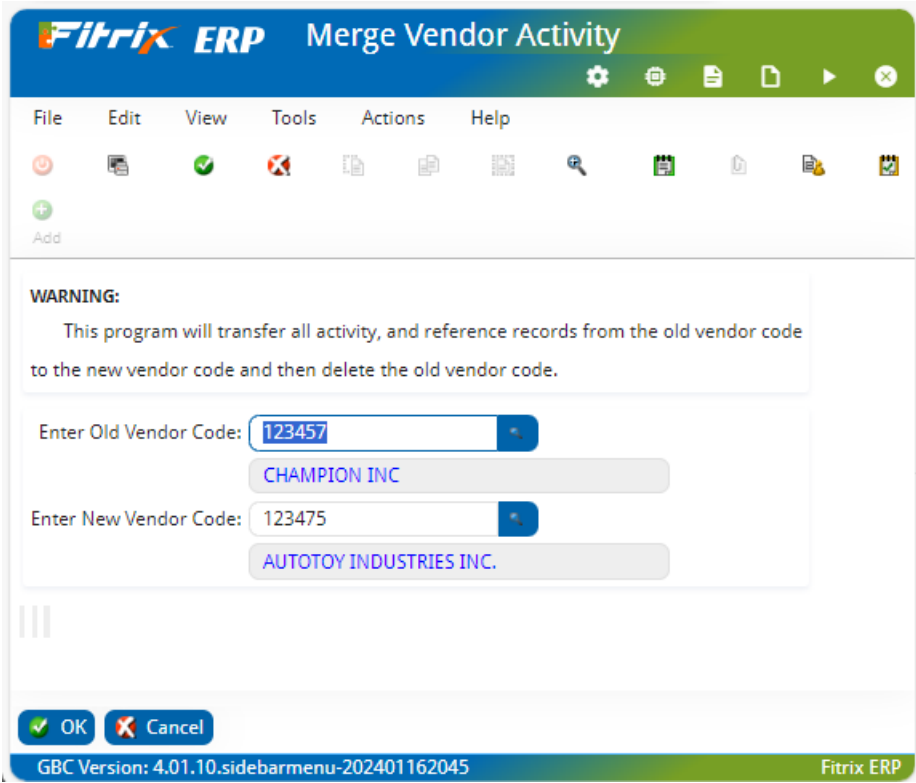 Fitrix ERP Merge Vendor Activity
File Edit View Tools Actions Help
Add
WARNING:
This program will transfer all activity, and reference records from the old vendor code
to the new vendor code and then delete the old vendor code.
Enter Old Vendor Code: 123457
CHAMPION INC
Enter New Vendor Code: 123475
AUTOTOY INDUSTRIES INC.
OK Cancel
GBC Version: 4.01.10.sidebarmenu-202401162045 Fitrix ERP